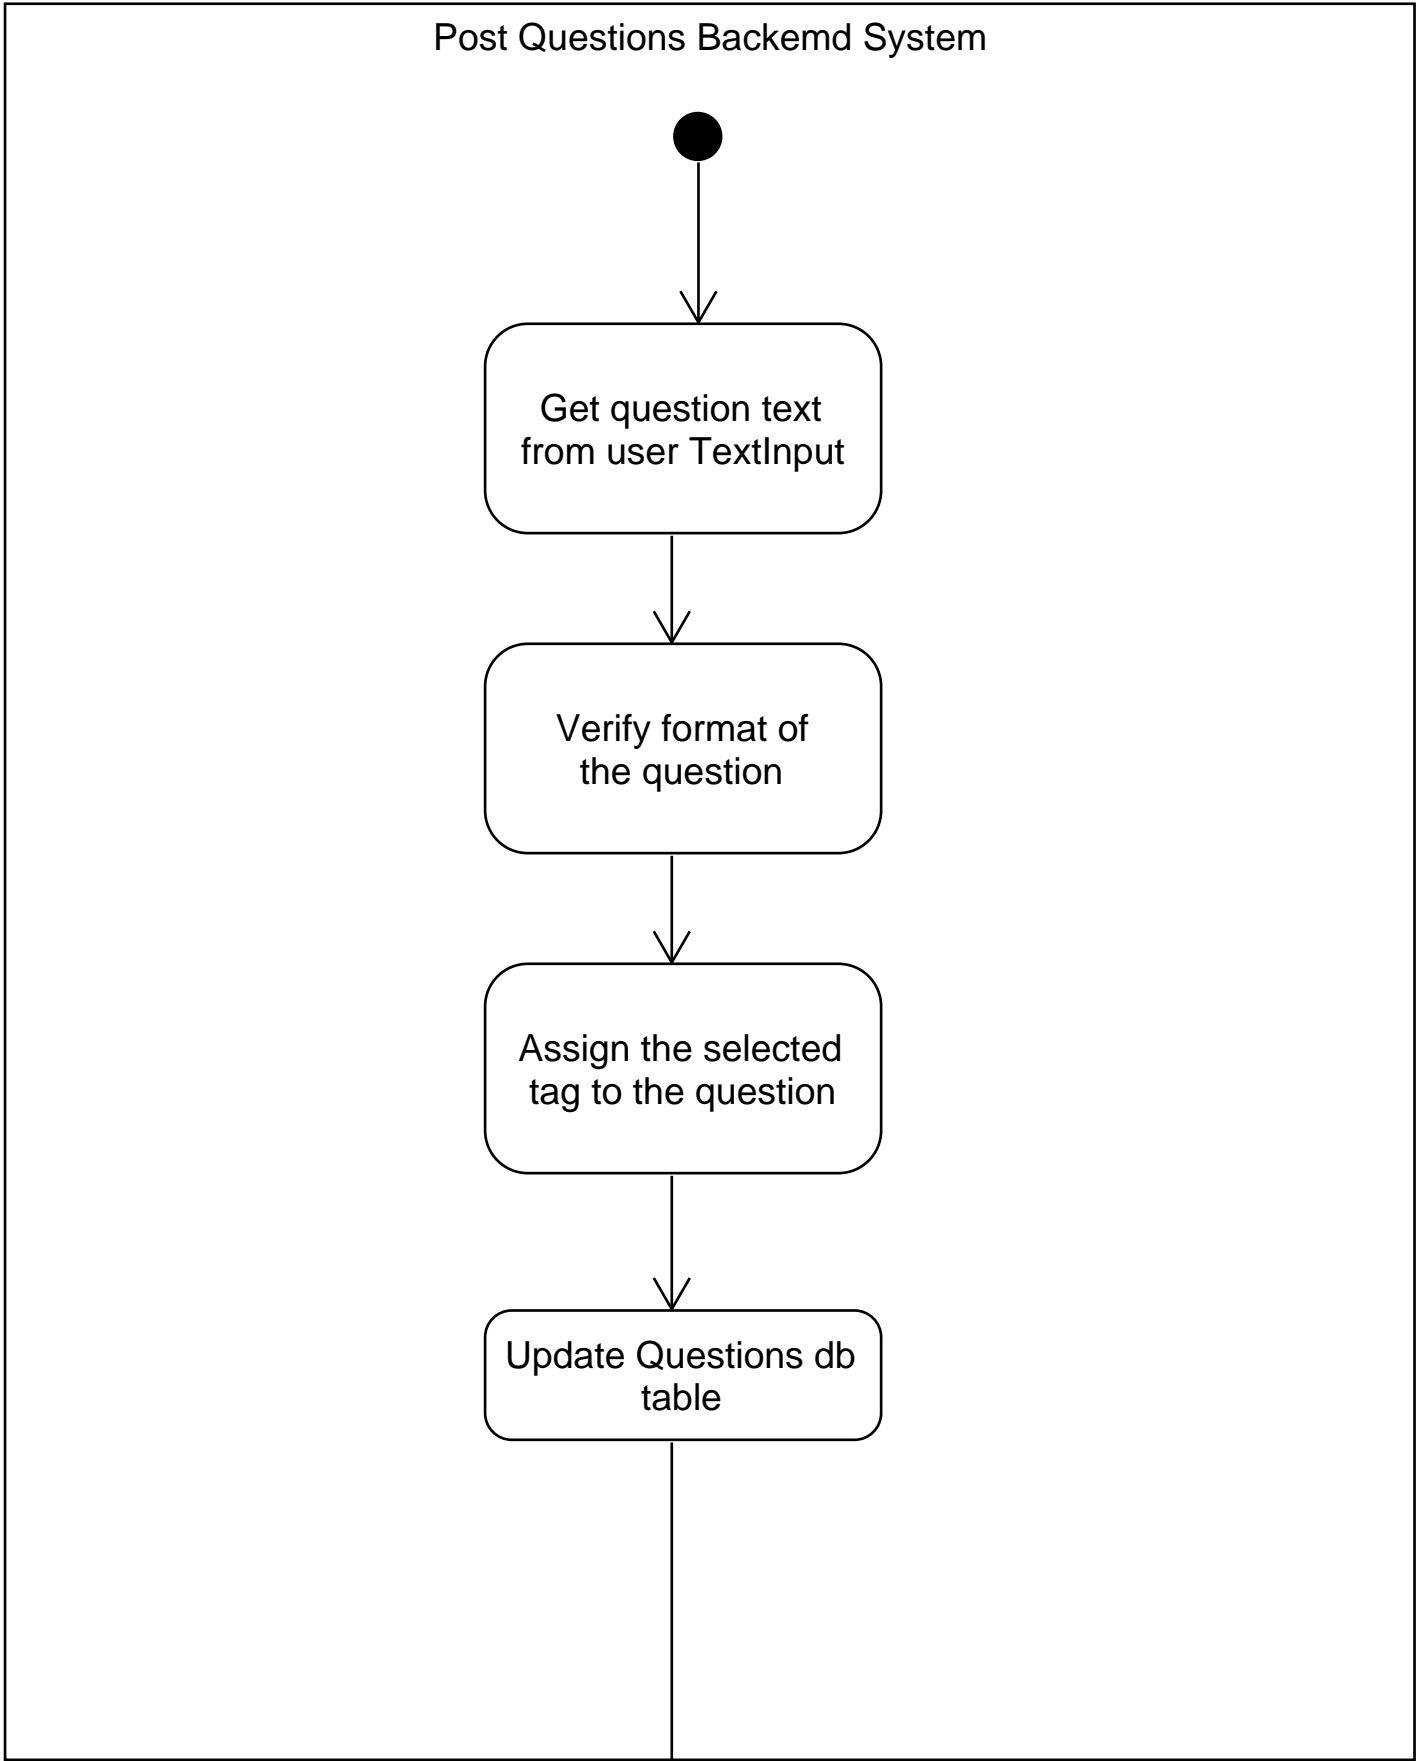 Post Questions Backemd System
Get question text
from user TextInput
Verify format of
the question
Assign the selected
tag to the question
Update Questions db
table